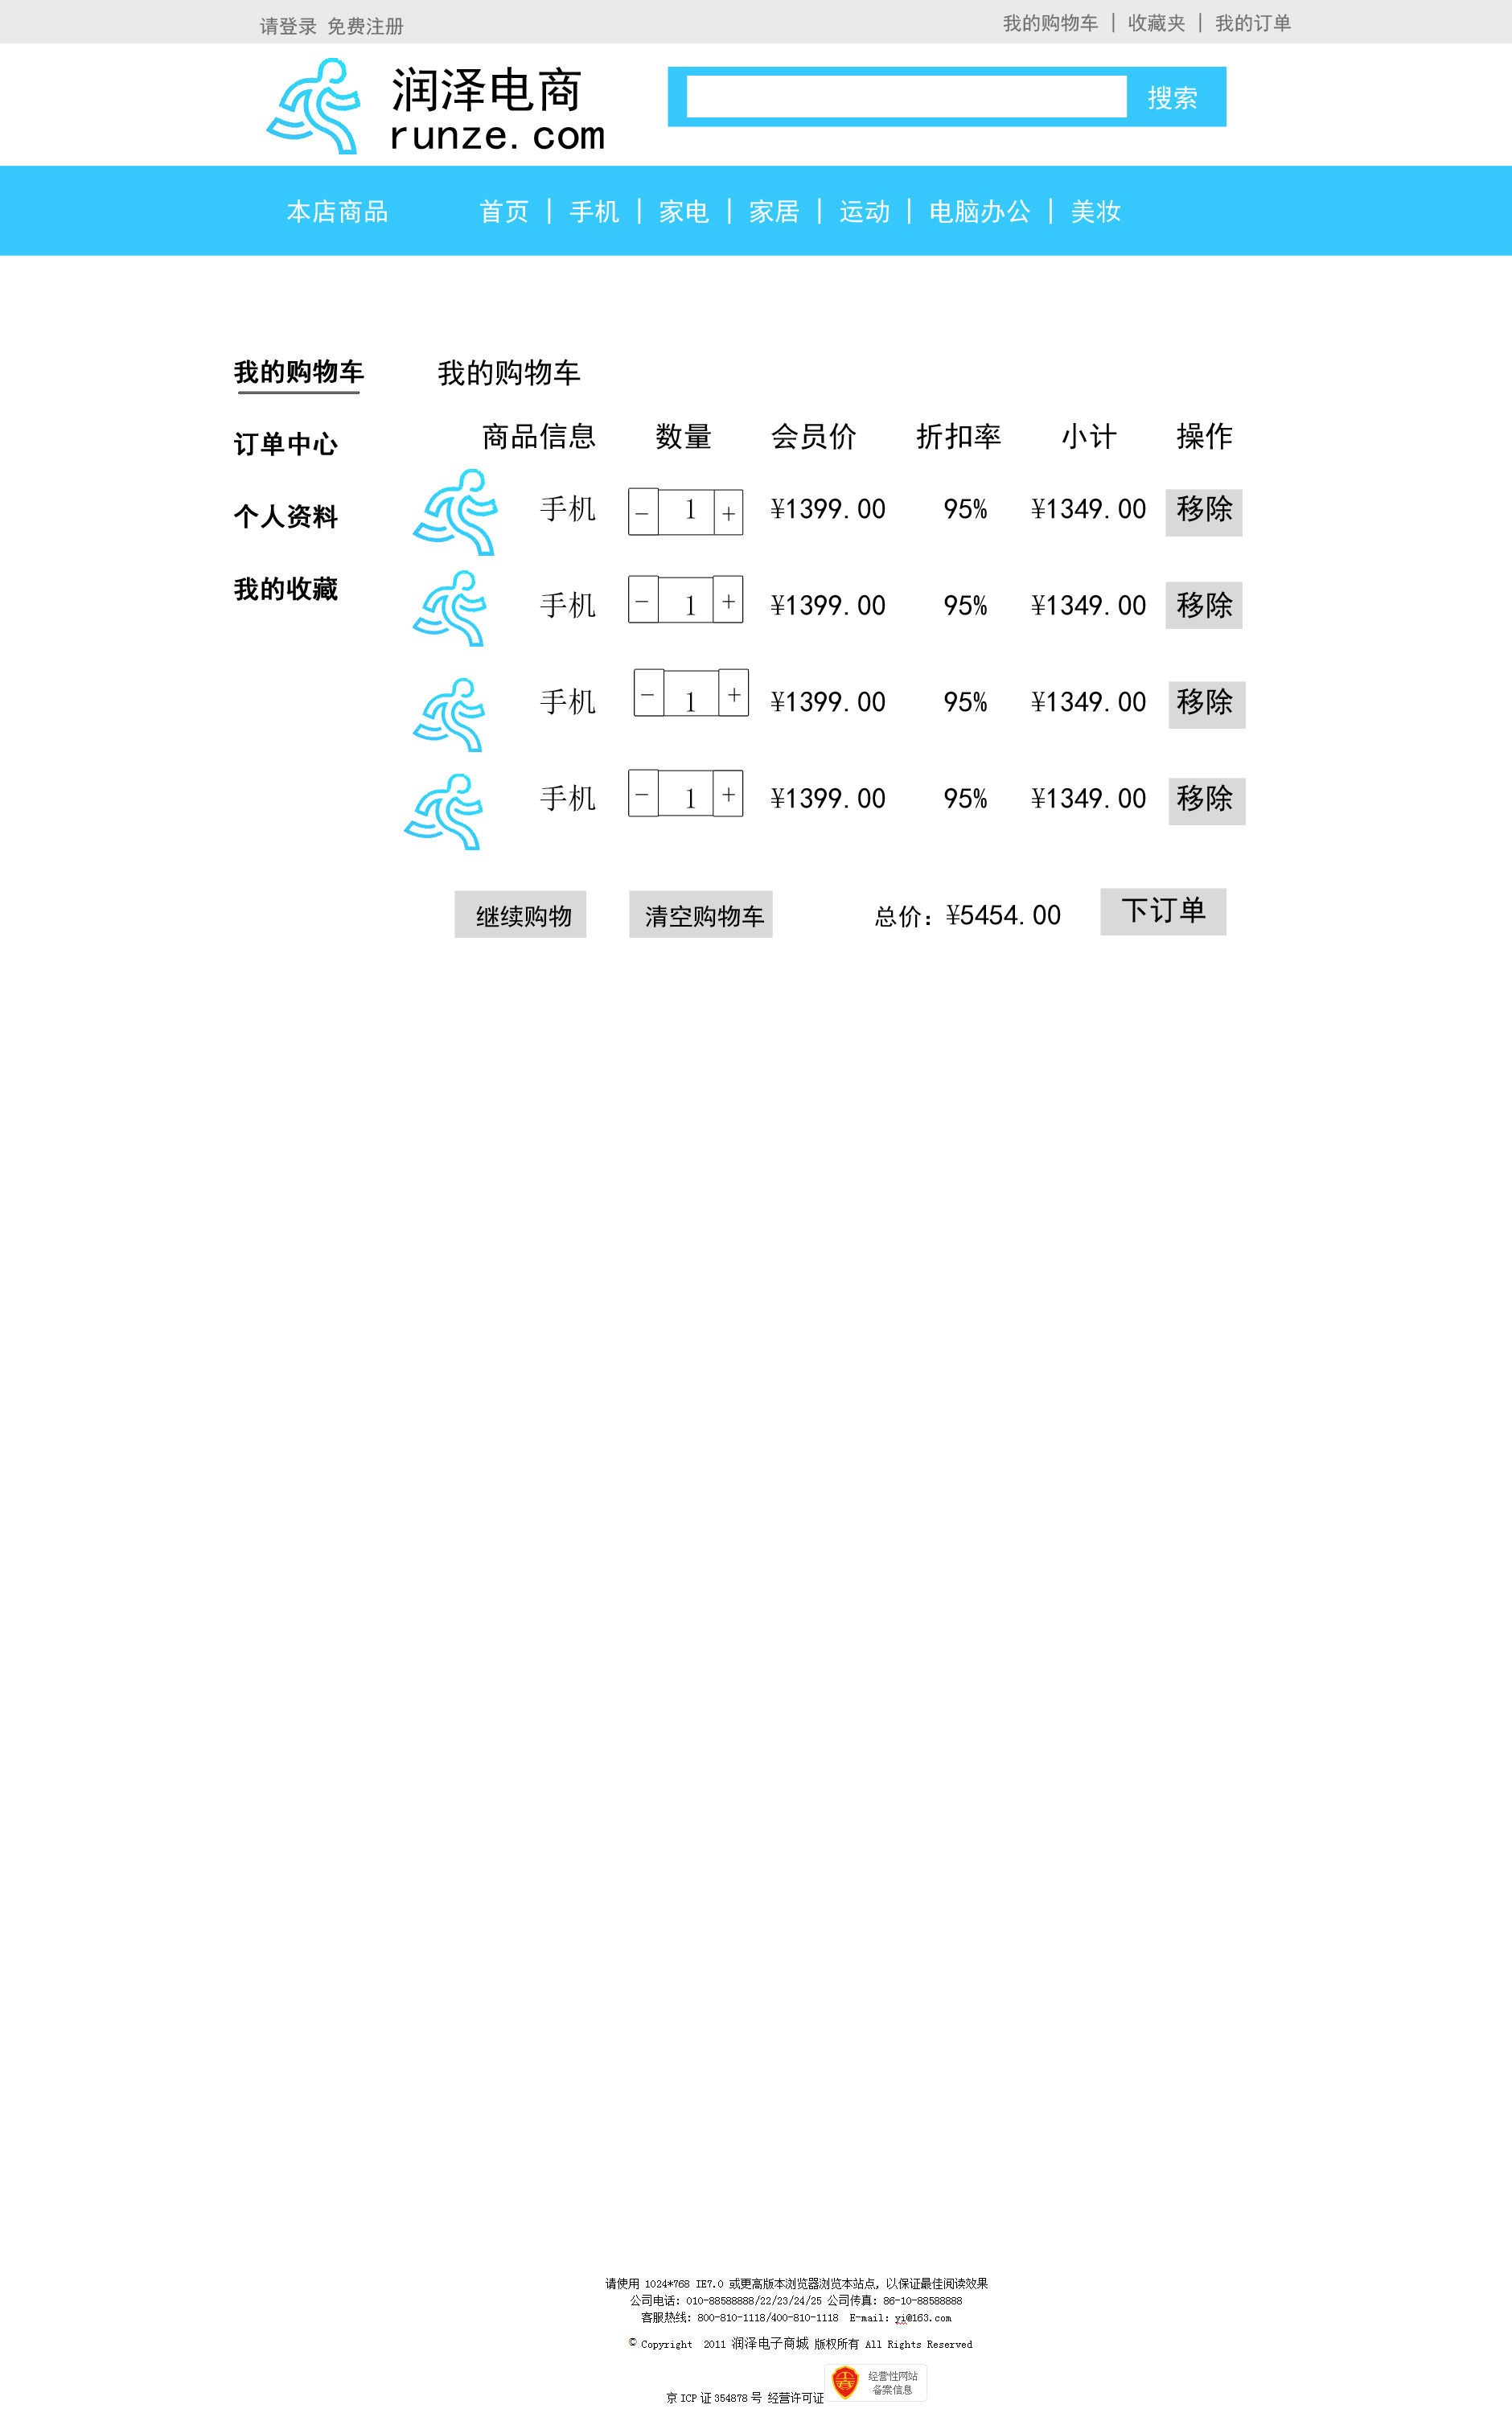 请登录 免费注册
我的购物车 | 收藏夹 | 我的订单
润泽电商
runze.com
搜索
本店商品
首页 | 手机 | 家电 | 家居 | 运动 | 电脑办公 | 美妆
我的购物车
订单中心
个人资料
我的收藏
我的购物车
商品信息 数量 会员价 折扣率 小计 操作
手机 - 1 + ¥1399.00 95% ¥1349.00 移除
手机 - 1 + ¥1399.00 95% ¥1349.00 移除
手机 - 1 + ¥1399.00 95% ¥1349.00 移除
手机 - 1 + ¥1399.00 95% ¥1349.00 移除
继续购物 清空购物车 总价：¥5454.00 下订单
请使用 1024*768 IE7.0 或更高版本浏览器浏览本站点，以保证最佳阅读效果
公司电话：010-88588888/22/23/24/25 公司传真：86-10-88588888
客服热线：800-810-1118/400-810-1118 E-mail：yi@163.com
© Copyright 2011 润泽电子商城 版权所有 All Rights Reserved
京 ICP 证 354878 号 经营许可证
经营性网站
备案信息